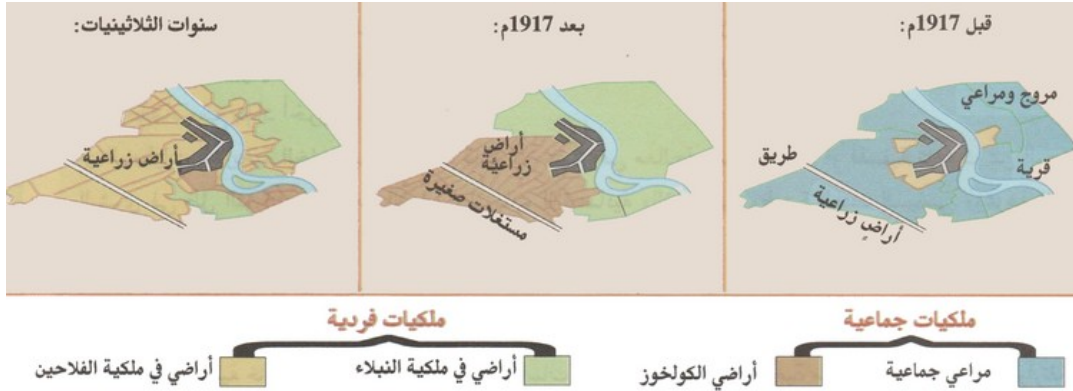 قبل 1917م:
بعد 1917م:
سنوات الثلاثينيات:
مروج ومراعي
طريق
قرية
أراضٍ زراعية
أراضٍ
زراعية
مستغلات صغيرة
أراض زراعية
ملكيات جماعية
ملكيات فردية
مراعي جماعية
أراضي الكولخوز
أراضي في ملكية النبلاء
أراضي في ملكية الفلاحين